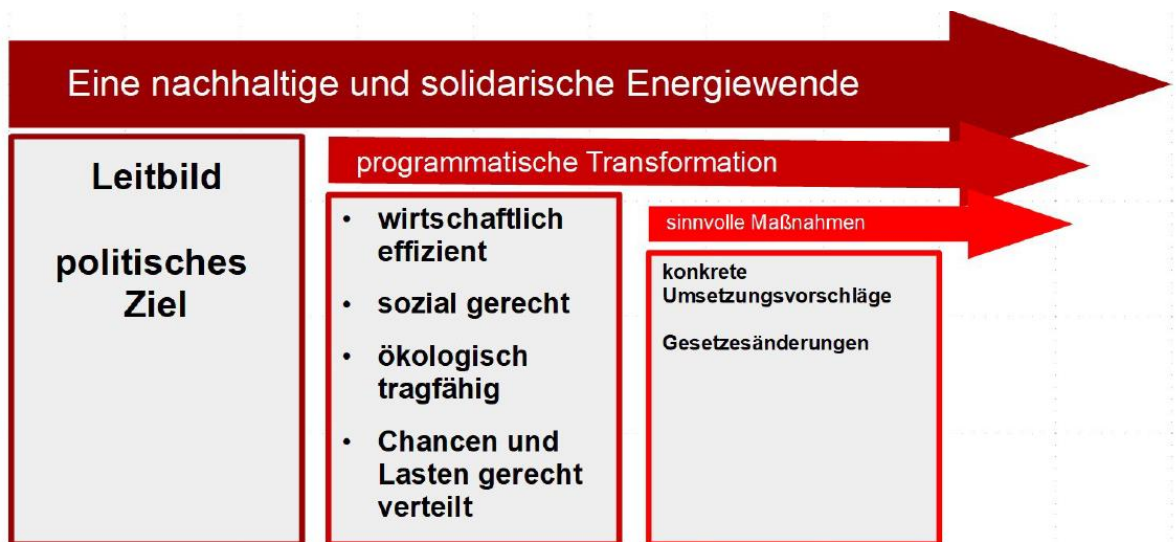 Eine nachhaltige und solidarische Energiewende
Leitbild
politisches
Ziel
programmatische Transformation
• wirtschaftlich
effizient
• sozial gerecht
• ökologisch
tragfähig
• Chancen und
Lasten gerecht
verteilt
sinnvolle Maßnahmen
konkrete
Umsetzungsvorschläge
Gesetzesänderungen